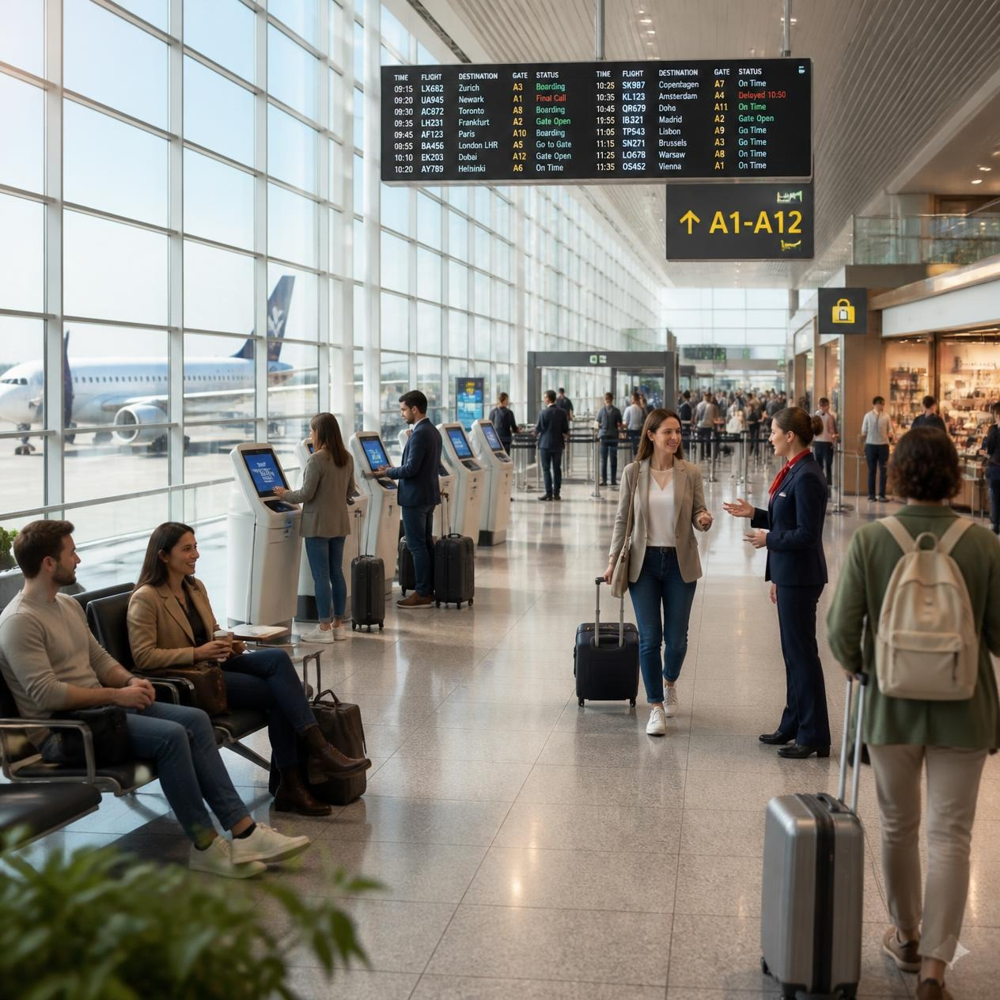 TIME FLIGHT DESTINATION GATE STATUS
09:15 LX682 Zurich A3 Boarding
09:20 UA945 Newark A1 Final Call
09:30 AC872 Toronto A8 Boarding
09:35 LH231 Frankfurt A2 Gate Open
09:45 AF123 Paris A10 Boarding
08:55 BA456 London LHR A5 Go to Gate
10:10 EK203 Dobai A12 Gate Open
10:20 AY789 Helsinki A6 On Time
TIME FLIGHT DESTINATION GATE STATUS
10:25 SK987 Copenhagen A7 On Time
10:35 KL123 Amsterdam A4 Delayed 10:50
10:45 QR679 Doha A11 On Time
19:55 IB321 Madrid A2 Gate Open
11:05 TP543 Lisbon A9 Go Time
11:15 SN271 Brussels A3 Go Time
11:25 LO678 Warsaw A8 On Time
11:35 OS4S2 Vienna A1 On Time
↑ A1-A12